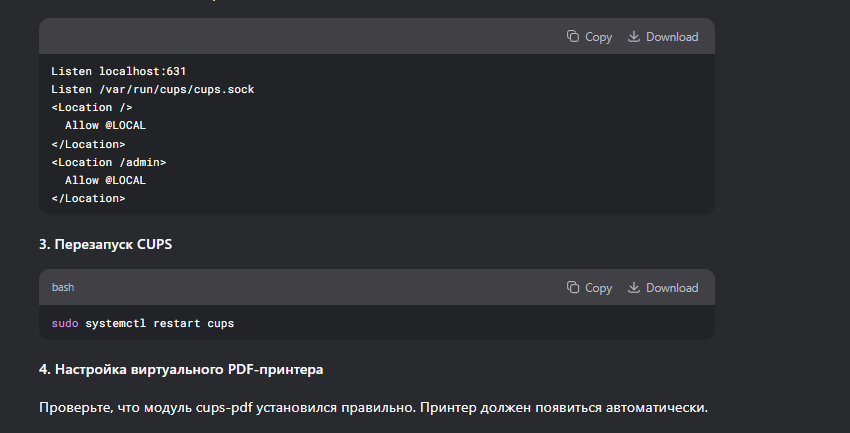 Copy Download
Listen localhost:631
Listen /var/run/cups/cups.sock
<Location />
  Allow @LOCAL
</Location>
<Location /admin>
  Allow @LOCAL
</Location>
3. Перезапуск CUPS
bash Copy Download
sudo systemctl restart cups
4. Настройка виртуального PDF-принтера
Проверьте, что модуль cups-pdf установился правильно. Принтер должен появиться автоматически.